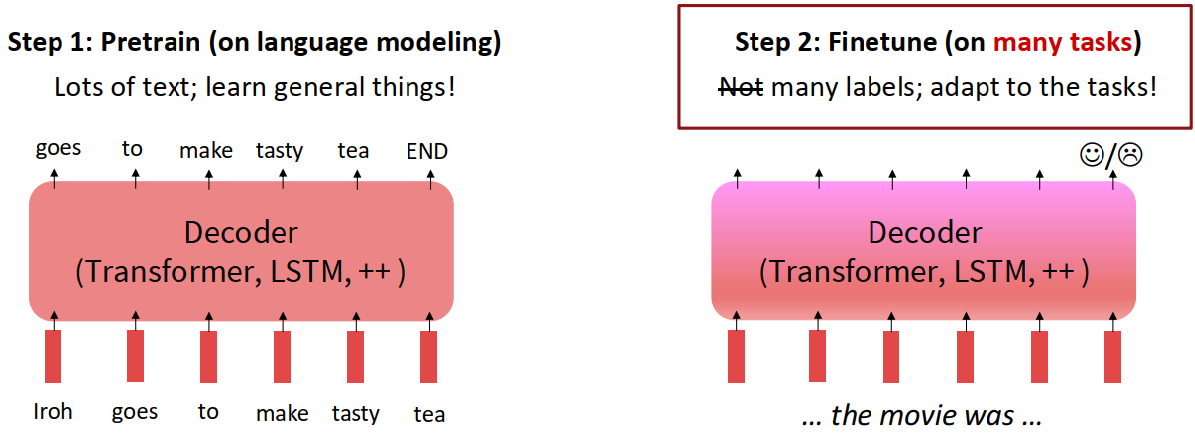 Step 1: Pretrain (on language modeling)
Lots of text; learn general things!
goes to make tasty tea END
Decoder
(Transformer, LSTM, ++ )
Iroh goes to make tasty tea
Step 2: Finetune (on many tasks)
Not many labels; adapt to the tasks!
☺/☹
Decoder
(Transformer, LSTM, ++ )
... the movie was ...